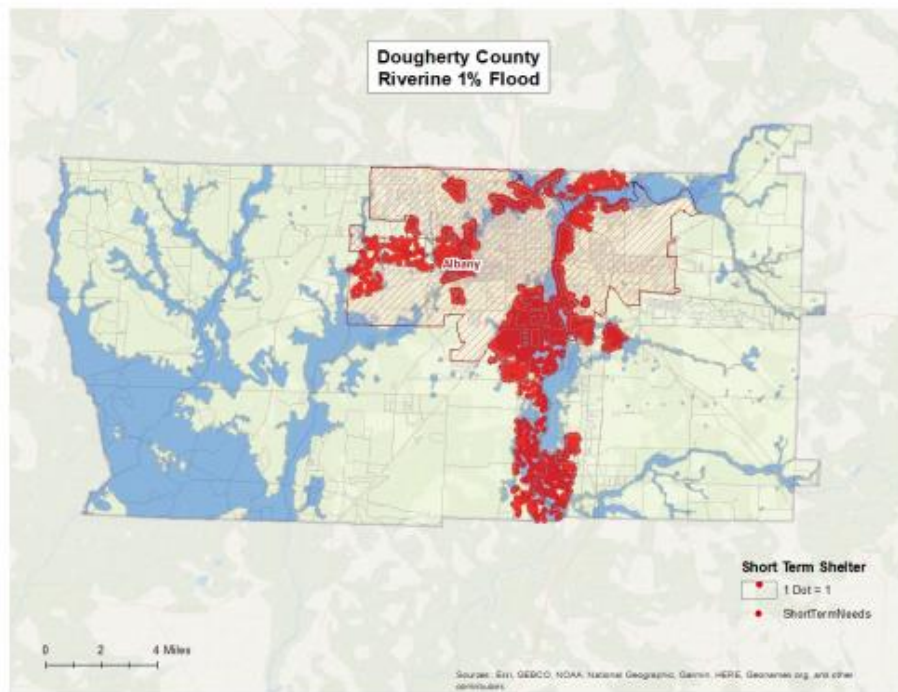 Dougherty County
Riverine 1% Flood
Albany
Short Term Shelter
1 Dot = 1
ShortTermNeeds
0 2 4 Miles
Sources: Esri, GEBCO, NOAA, National Geographic, Garmin, HERE, Geonames.org, and other
contributors